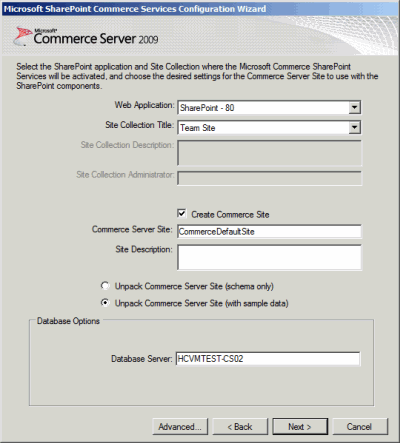 Microsoft SharePoint Commerce Services Configuration Wizard
Microsoft
Commerce Server 2009
Select the SharePoint application and Site Collection where the Microsoft Commerce SharePoint
Services will be activated, and choose the desired settings for the Commerce Server Site to use with the
SharePoint components.
Web Application: SharePoint - 80
Site Collection Title: Team Site
Site Collection Description:
Site Collection Administrator:
Create Commerce Site
Commerce Server Site: CommerceDefaultSite
Site Description:
Unpack Commerce Server Site (schema only)
Unpack Commerce Server Site (with sample data)
Database Options
Database Server: HCVMTEST-CS02
Advanced... < Back Next > Cancel